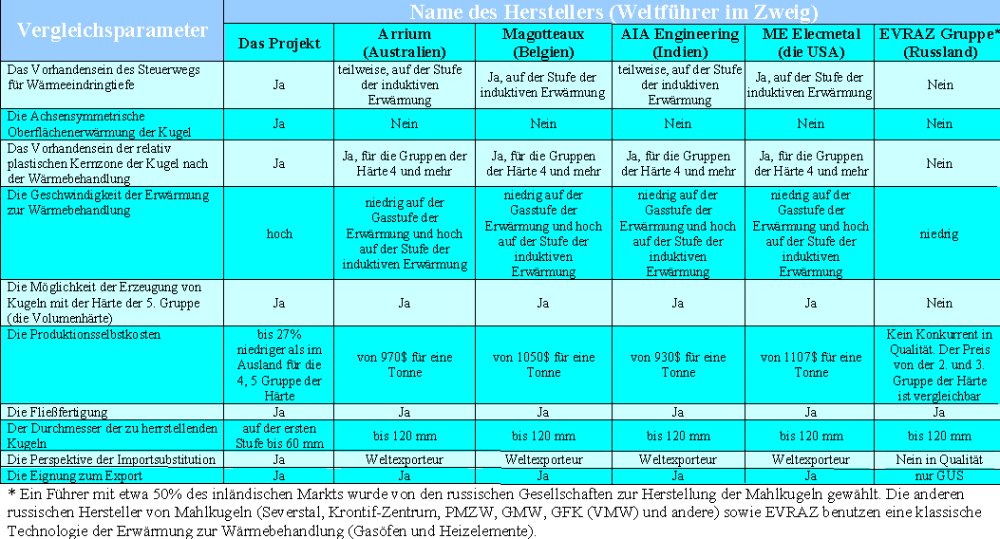 Vergleichsparameter
Name des Herstellers (Weltführer im Zweig)
Das Projekt
Arrium
(Australien)
Magotteaux
(Belgien)
AIA Engineering
(Indien)
ME Elecmetal
(die USA)
EVRAZ Gruppe*
(Russland)
Das Vorhandensein des Steuerwegs
für Wärmeeindringtiefe
Ja
teilweise, auf der Stufe
der induktiven
Erwärmung
Ja, auf der Stufe der
induktiven Erwärmung
teilweise, auf der Stufe
der induktiven
Erwärmung
Ja, auf der Stufe der
induktiven Erwärmung
Nein
Die Achsensymmetrische
Oberflächenerwärmung der Kugel
Ja
Nein
Nein
Nein
Nein
Nein
Das Vorhandensein der relativ
plastischen Kernzone der Kugel nach
der Wärmebehandlung
Ja
Ja, für die Gruppen der
Härte 4 und mehr
Ja, für die Gruppen
der Härte 4 und mehr
Ja, für die Gruppen
der Härte 4 und mehr
Ja, für die Gruppen
der Härte 4 und mehr
Nein
Die Geschwindigkeit der Erwärmung
zur Wärmebehandlung
hoch
niedrig auf der
Gasstufe der
Erwärmung und hoch
auf der Stufe der
induktiven Erwärmung
niedrig auf der
Gasstufe der
Erwärmung und hoch
auf der Stufe der
induktiven
Erwärmung
niedrig auf der
Gasstufe der
Erwärmung und hoch
auf der Stufe der
induktiven
Erwärmung
niedrig auf der
Gasstufe der
Erwärmung und hoch
auf der Stufe der
induktiven
Erwärmung
niedrig
Die Möglichkeit der Erzeugung von
Kugeln mit der Härte der 5. Gruppe
(die Volumenhärte)
Ja
Ja
Ja
Ja
Ja
Nein
Die Produktionsselbstkosten
bis 27%
niedriger als im
Ausland für die
4, 5 Gruppe der
Härte
von 970$ für eine
Tonne
von 1050$ für eine
Tonne
von 930$ für eine
Tonne
von 1107$ für eine
Tonne
Kein Konkurrent in
Qualität. Der Preis
von der 2. und 3.
Gruppe der Härte
ist vergleichbar
Die Fließfertigung
Ja
Ja
Ja
Ja
Ja
Ja
Der Durchmesser der zu herrstellenden
Kugeln
auf der ersten
Stufe bis 60 mm
bis 120 mm
bis 120 mm
bis 120 mm
bis 120 mm
bis 120 mm
Die Perspektive der Importsubstitution
Ja
Weltexporteur
Weltexporteur
Weltexporteur
Weltexporteur
Nein in Qualität
Die Eignung zum Export
Ja
Ja
Ja
Ja
Ja
nur GUS
* Ein Führer mit etwa 50% des inländischen Markts wurde von den russischen Gesellschaften zur Herstellung der Mahlkugeln gewählt. Die anderen
russischen Hersteller von Mahlkugeln (Severstal, Krontif-Zentrum, PMZW, GMW, GFK (VMW) und andere) sowie EVRAZ benutzen eine klassische
Technologie der Erwärmung zur Wärmebehandlung (Gasöfen und Heizelemente).